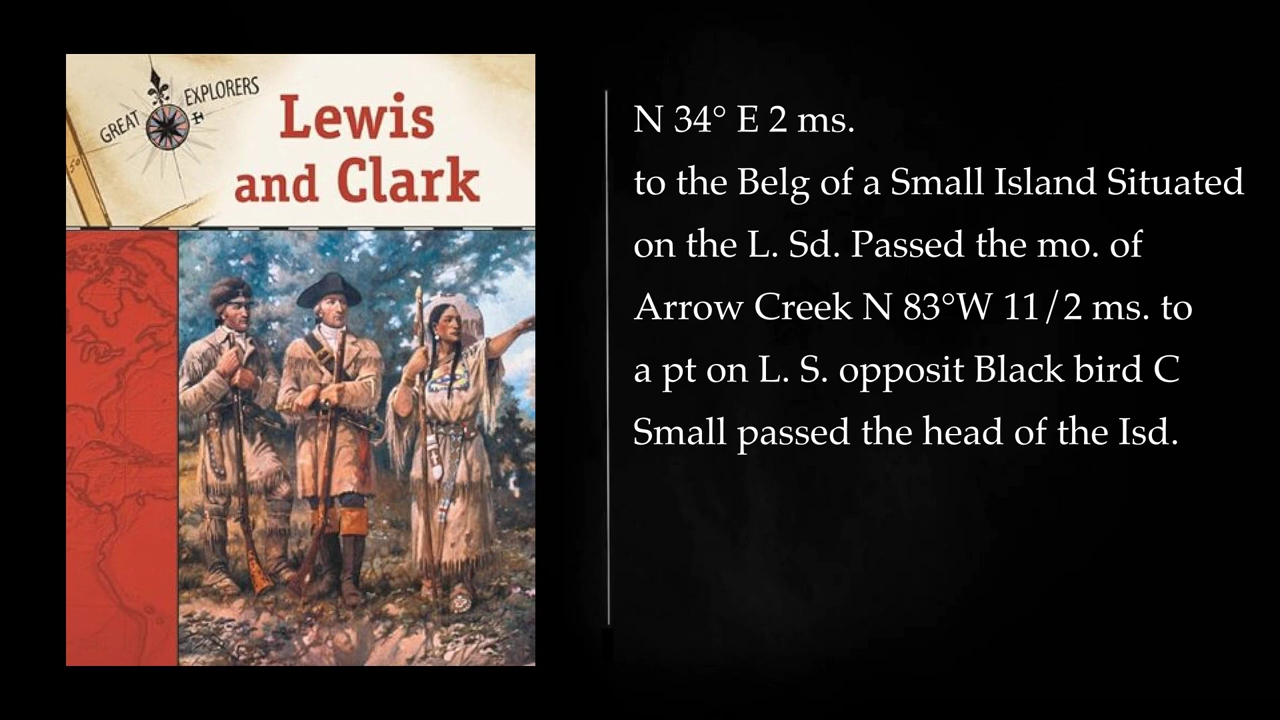 GREAT EXPLORERS
Lewis
and Clark
50
N 34° E 2 ms.
to the Belg of a Small Island Situated
on the L. Sd. Passed the mo. of
Arrow Creek N 83°W 11/2 ms. to
a pt on L. S. opposit Black bird C
Small passed the head of the Isd.